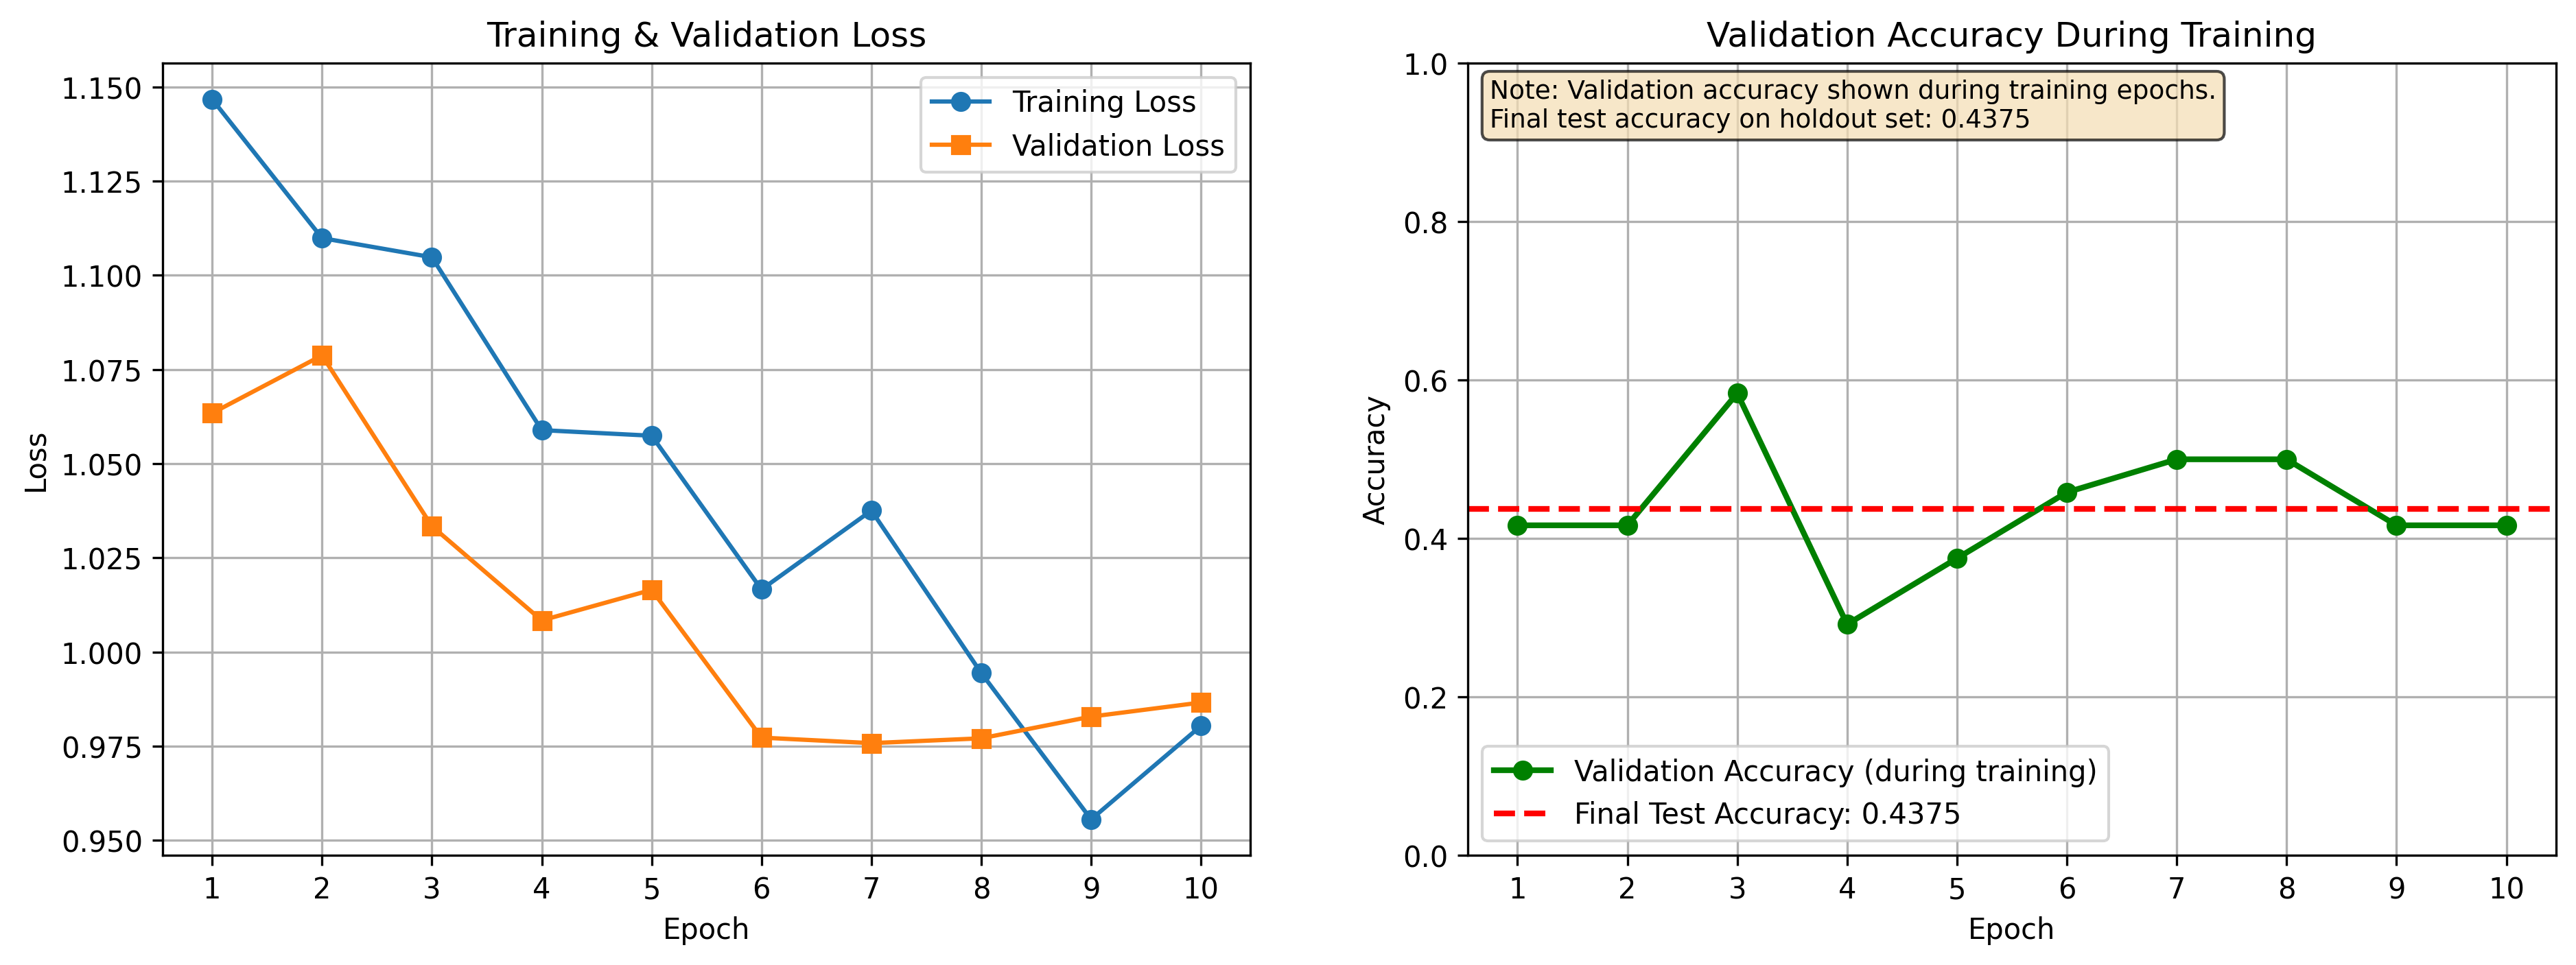 Training & Validation Loss
1.150
1.125
1.100
1.075
1.050
1.025
1.000
0.975
0.950
Loss
Training Loss
Validation Loss
1 2 3 4 5 6 7 8 9 10
Epoch
Validation Accuracy During Training
1.0
0.8
0.6
0.4
0.2
0.0
Accuracy
Note: Validation accuracy shown during training epochs.
Final test accuracy on holdout set: 0.4375
Validation Accuracy (during training)
Final Test Accuracy: 0.4375
1 2 3 4 5 6 7 8 9 10
Epoch